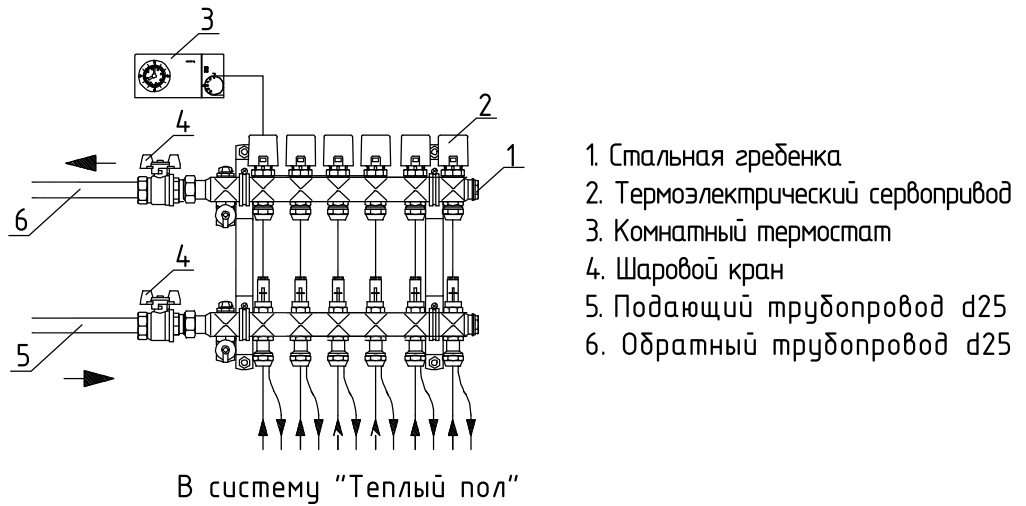 3
4
2
1
6
4
5
1. Стальная гребенка
2. Термоэлектрический сервопривод
3. Комнатный термостат
4. Шаровой кран
5. Подающий трубопровод d25
6. Обратный трубопровод d25
В систему "Теплый пол"